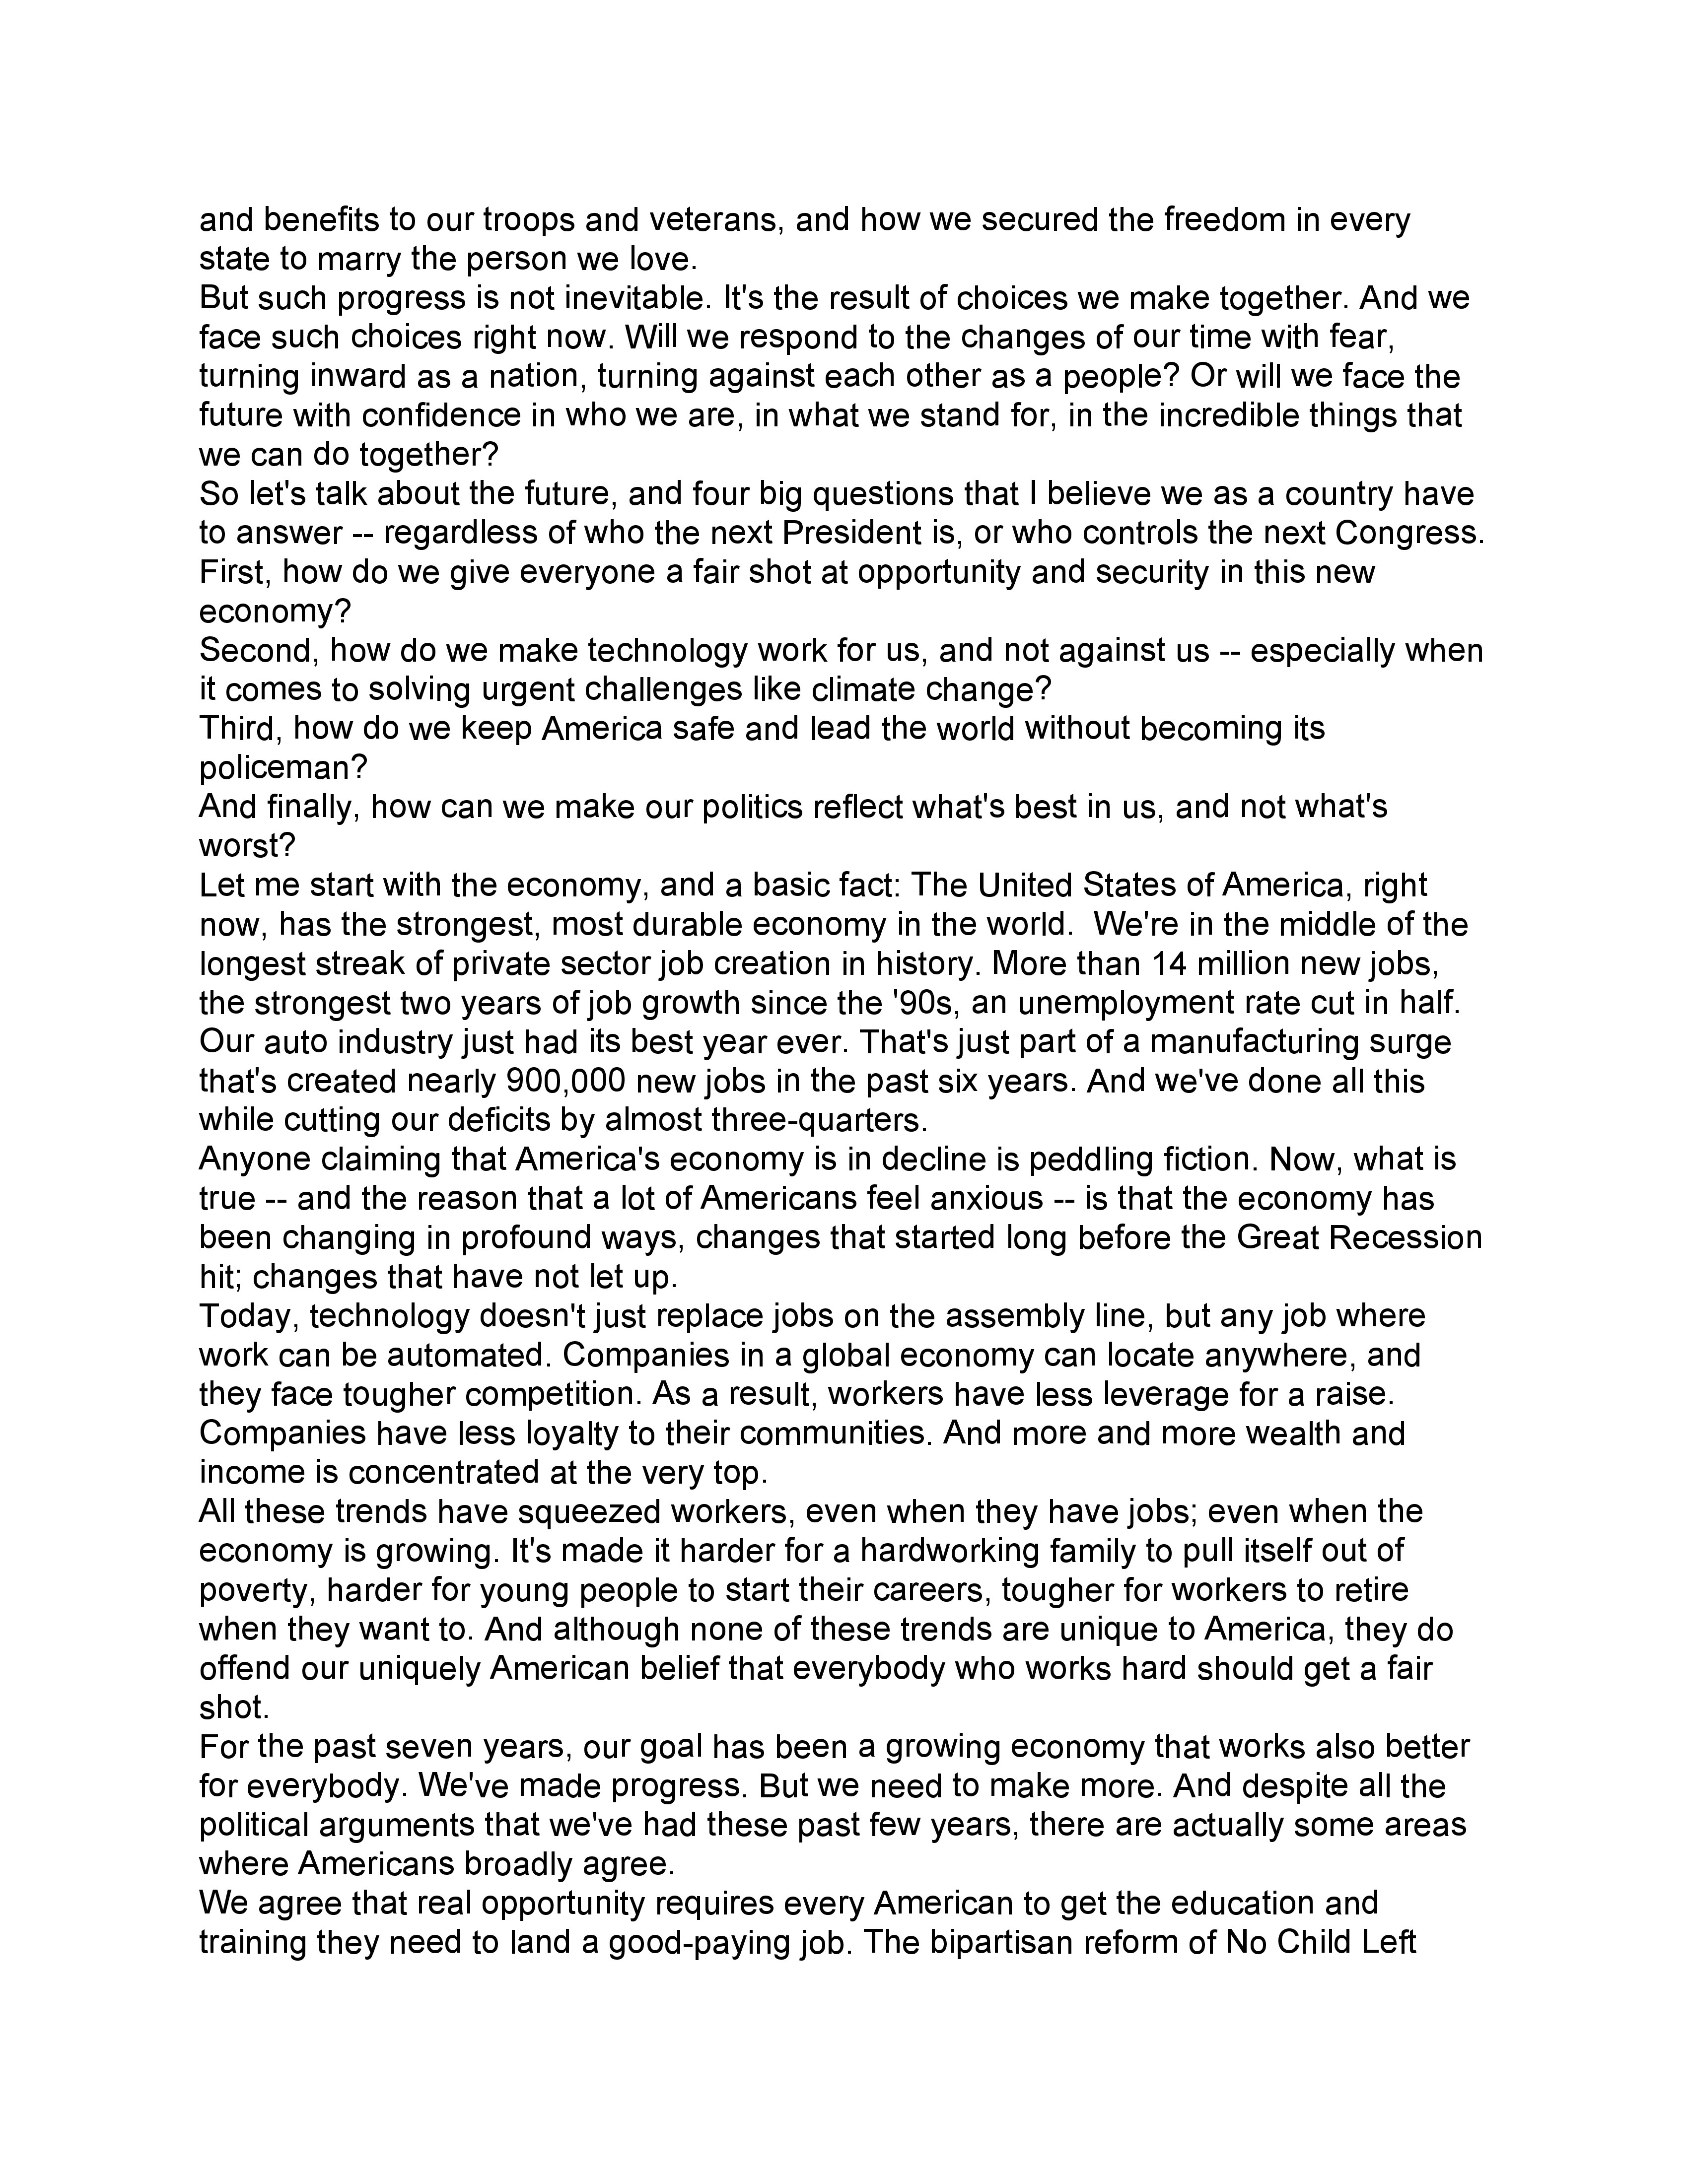 and benefits to our troops and veterans, and how we secured the freedom in every
state to marry the person we love.
But such progress is not inevitable. It's the result of choices we make together. And we
face such choices right now. Will we respond to the changes of our time with fear,
turning inward as a nation, turning against each other as a people? Or will we face the
future with confidence in who we are, in what we stand for, in the incredible things that
we can do together?
So let's talk about the future, and four big questions that I believe we as a country have
to answer -- regardless of who the next President is, or who controls the next Congress.
First, how do we give everyone a fair shot at opportunity and security in this new
economy?
Second, how do we make technology work for us, and not against us -- especially when
it comes to solving urgent challenges like climate change?
Third, how do we keep America safe and lead the world without becoming its
policeman?
And finally, how can we make our politics reflect what's best in us, and not what's
worst?
Let me start with the economy, and a basic fact: The United States of America, right
now, has the strongest, most durable economy in the world.  We're in the middle of the
longest streak of private sector job creation in history. More than 14 million new jobs,
the strongest two years of job growth since the '90s, an unemployment rate cut in half.
Our auto industry just had its best year ever. That's just part of a manufacturing surge
that's created nearly 900,000 new jobs in the past six years. And we've done all this
while cutting our deficits by almost three-quarters.
Anyone claiming that America's economy is in decline is peddling fiction. Now, what is
true -- and the reason that a lot of Americans feel anxious -- is that the economy has
been changing in profound ways, changes that started long before the Great Recession
hit; changes that have not let up.
Today, technology doesn't just replace jobs on the assembly line, but any job where
work can be automated. Companies in a global economy can locate anywhere, and
they face tougher competition. As a result, workers have less leverage for a raise.
Companies have less loyalty to their communities. And more and more wealth and
income is concentrated at the very top.
All these trends have squeezed workers, even when they have jobs; even when the
economy is growing. It's made it harder for a hardworking family to pull itself out of
poverty, harder for young people to start their careers, tougher for workers to retire
when they want to. And although none of these trends are unique to America, they do
offend our uniquely American belief that everybody who works hard should get a fair
shot.
For the past seven years, our goal has been a growing economy that works also better
for everybody. We've made progress. But we need to make more. And despite all the
political arguments that we've had these past few years, there are actually some areas
where Americans broadly agree.
We agree that real opportunity requires every American to get the education and
training they need to land a good-paying job. The bipartisan reform of No Child Left